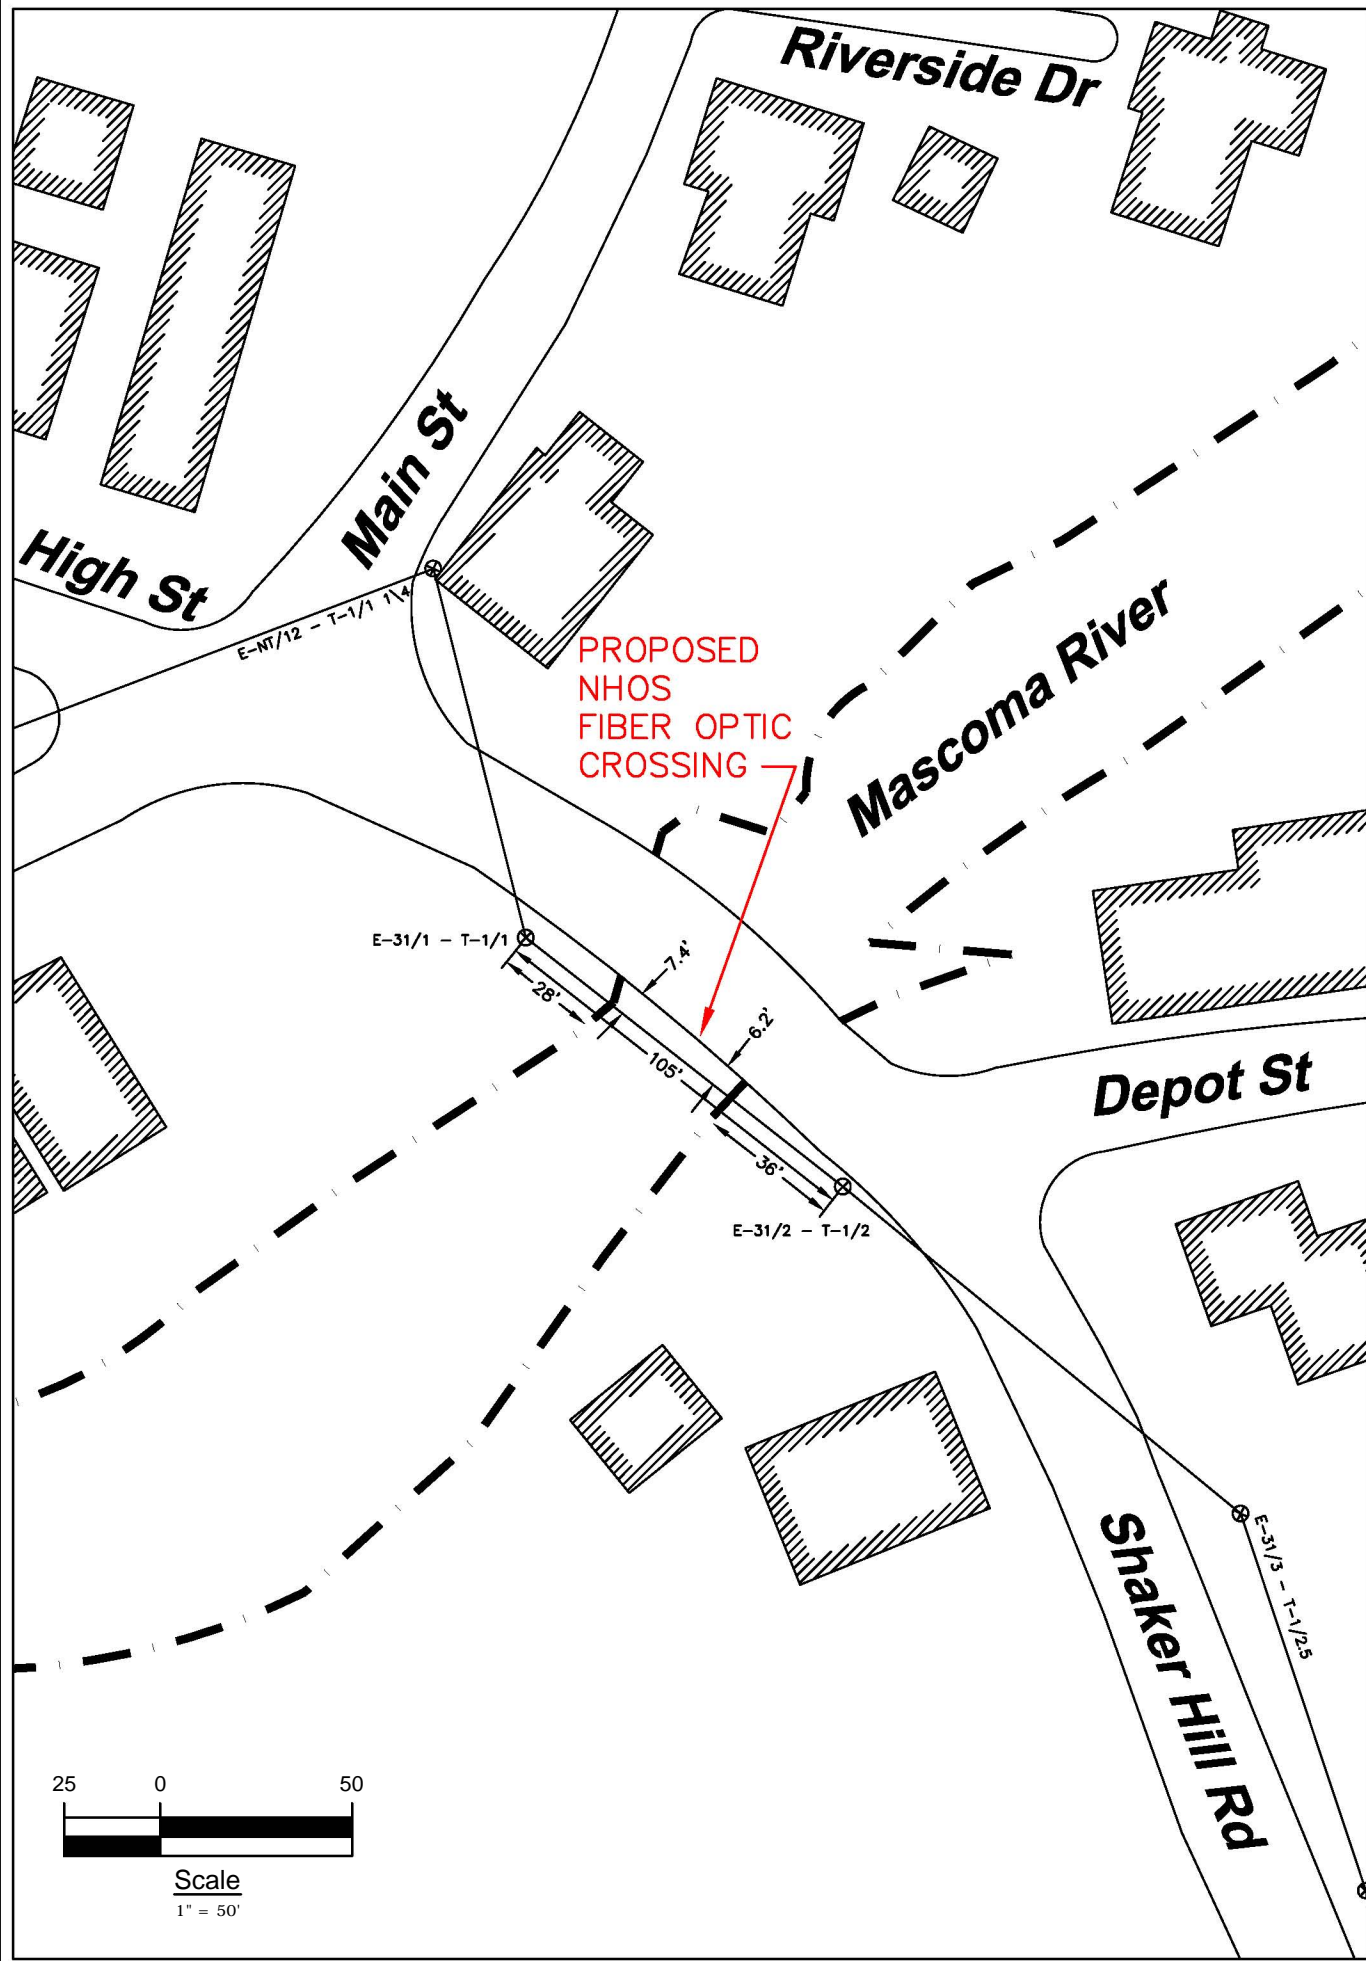 Riverside Dr
Main St
High St
E-NT/12 - T-1/1 1\4
PROPOSED
NHOS
FIBER OPTIC
CROSSING
Mascoma River
E-31/1 - T-1/1
7.4'
28'
6.2'
105'
Depot St
36'
E-31/2 - T-1/2
E-31/3 - T-1/2.5
Shaker Hill Rd
25 0 50
Scale
1" = 50'